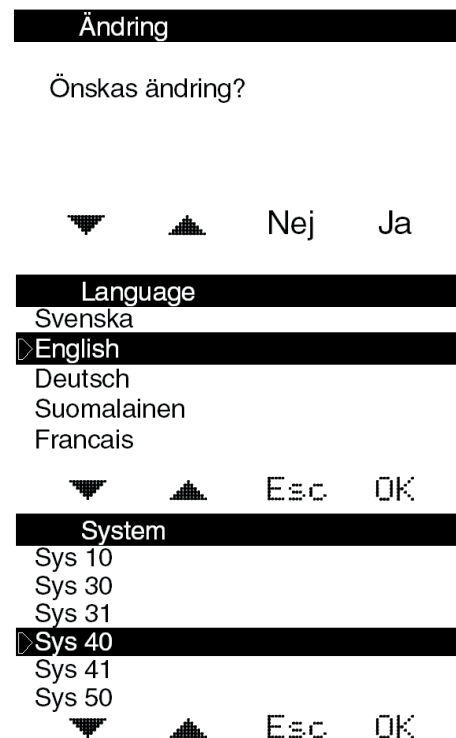 Ändring
Önskas ändring?
Nej Ja
Language
Svenska
English
Deutsch
Suomalainen
Francais
Esc OK
System
Sys 10
Sys 30
Sys 31
Sys 40
Sys 41
Sys 50
Esc OK